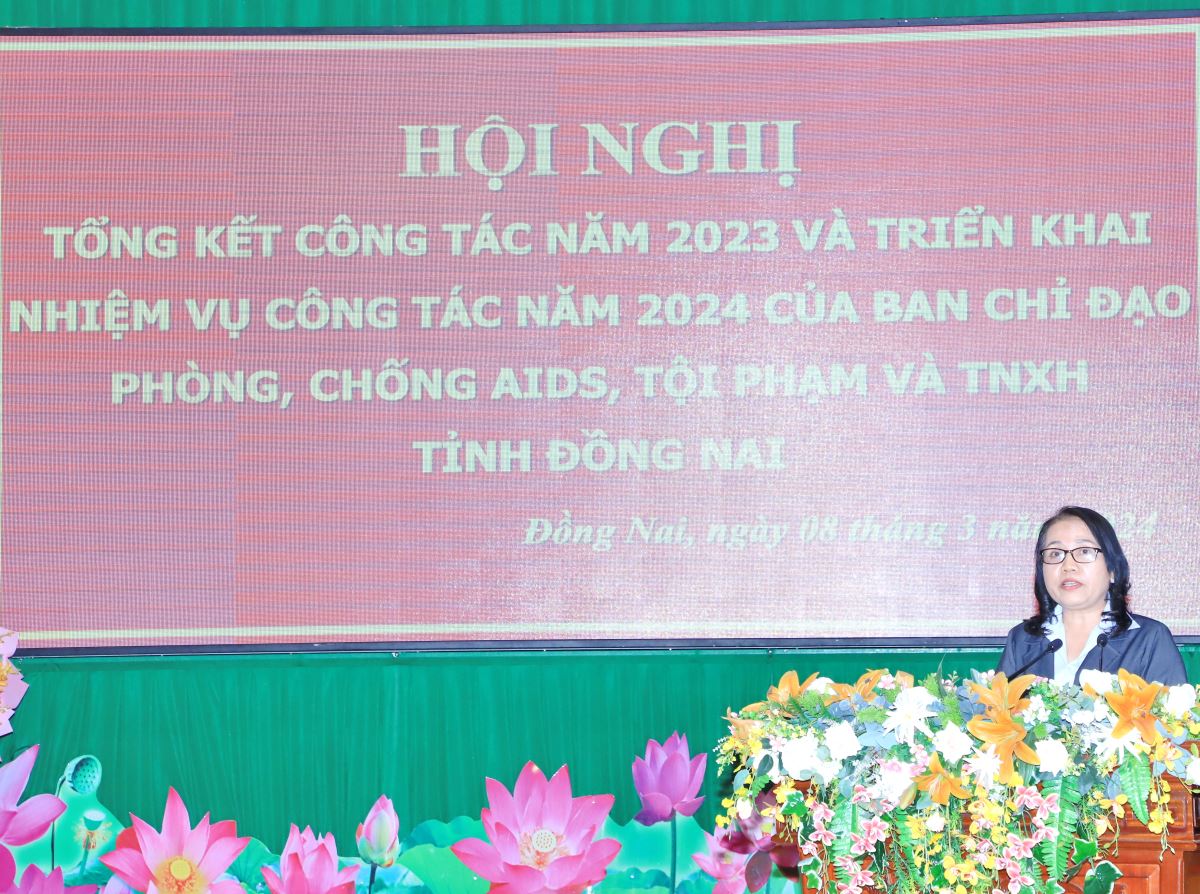 HỘI NGHỊ
TỔNG KẾT CÔNG TÁC NĂM 2023 VÀ TRIỂN KHAI
NHIỆM VỤ CÔNG TÁC NĂM 2024 CỦA BAN CHỈ ĐẠO
PHÒNG, CHỐNG AIDS, TỘI PHẠM VÀ TNXH
TỈNH ĐỒNG NAI
Đồng Nai, ngày 08 tháng 3